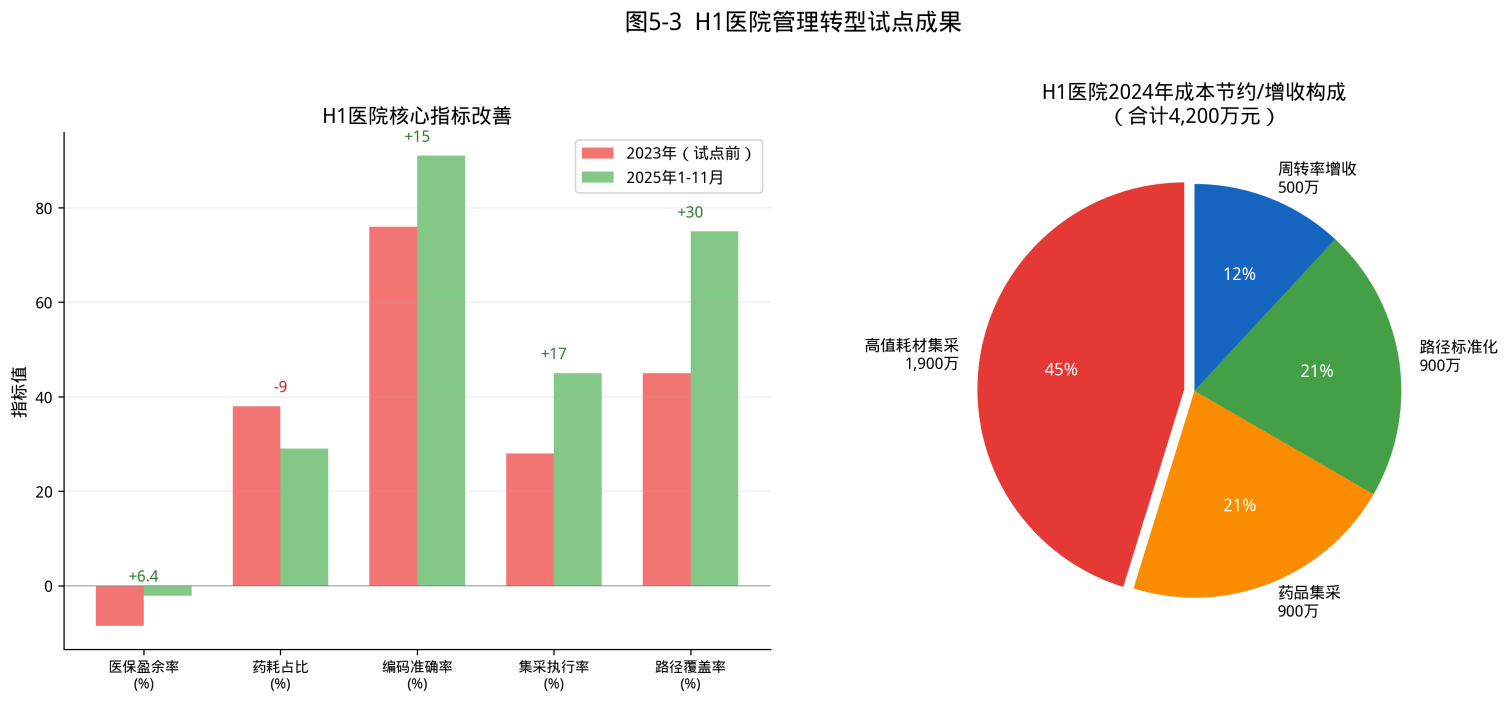 图5-3 H1医院管理转型试点成果
H1医院核心指标改善
2023年（试点前）
2025年1-11月
指标值
80
60
40
20
0
+6.4
-9
+15
+17
+30
医保盈余率
(%)
药耗占比
(%)
编码准确率
(%)
集采执行率
(%)
路径覆盖率
(%)
H1医院2024年成本节约/增收构成
（合计4,200万元）
周转率增收
500万
12%
路径标准化
900万
21%
高值耗材集采
1,900万
45%
药品集采
900万
21%